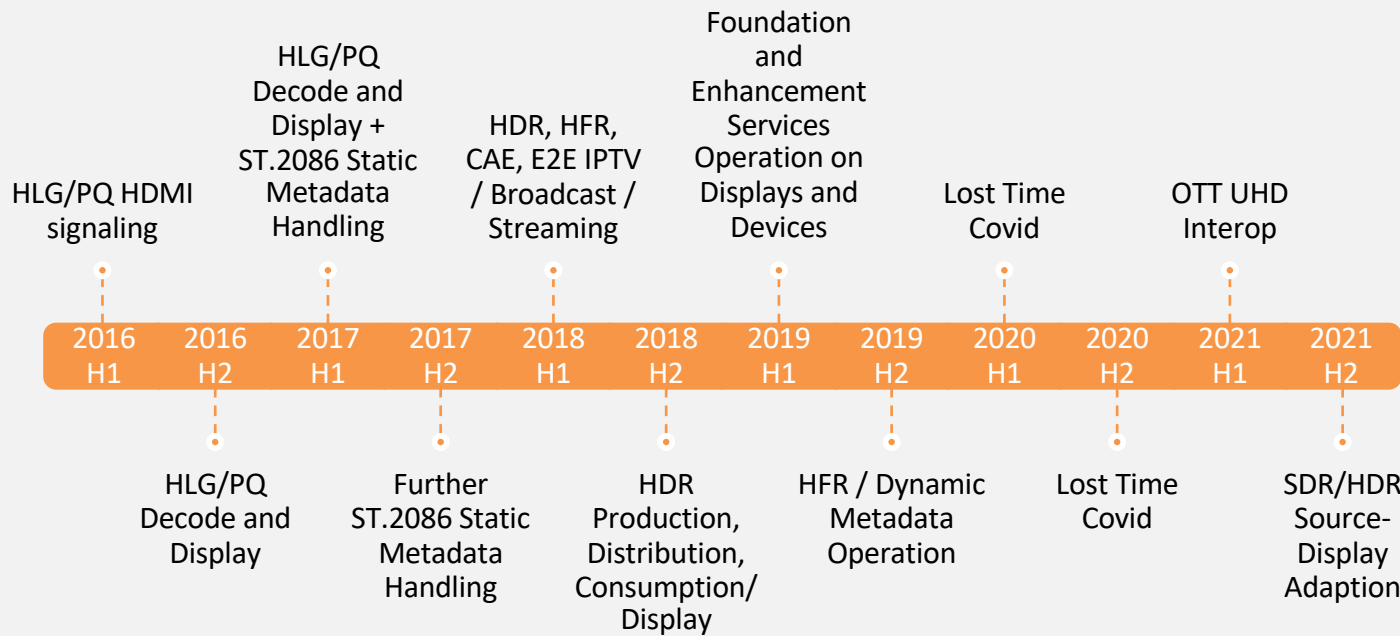 HLG/PQ HDMI
signaling
HLG/PQ
Decode and
Display +
ST.2086 Static
Metadata
Handling
HDR, HFR,
CAE, E2E IPTV
/ Broadcast /
Streaming
Foundation
and
Enhancement
Services
Operation on
Displays and
Devices
Lost Time
Covid
OTT UHD
Interop
2016
H1
2016
H2
2017
H1
2017
H2
2018
H1
2018
H2
2019
H1
2019
H2
2020
H1
2020
H2
2021
H1
2021
H2
HLG/PQ
Decode and
Display
Further
ST.2086 Static
Metadata
Handling
HDR
Production,
Distribution,
Consumption/
Display
HFR / Dynamic
Metadata
Operation
Lost Time
Covid
SDR/HDR
Source-
Display
Adaption